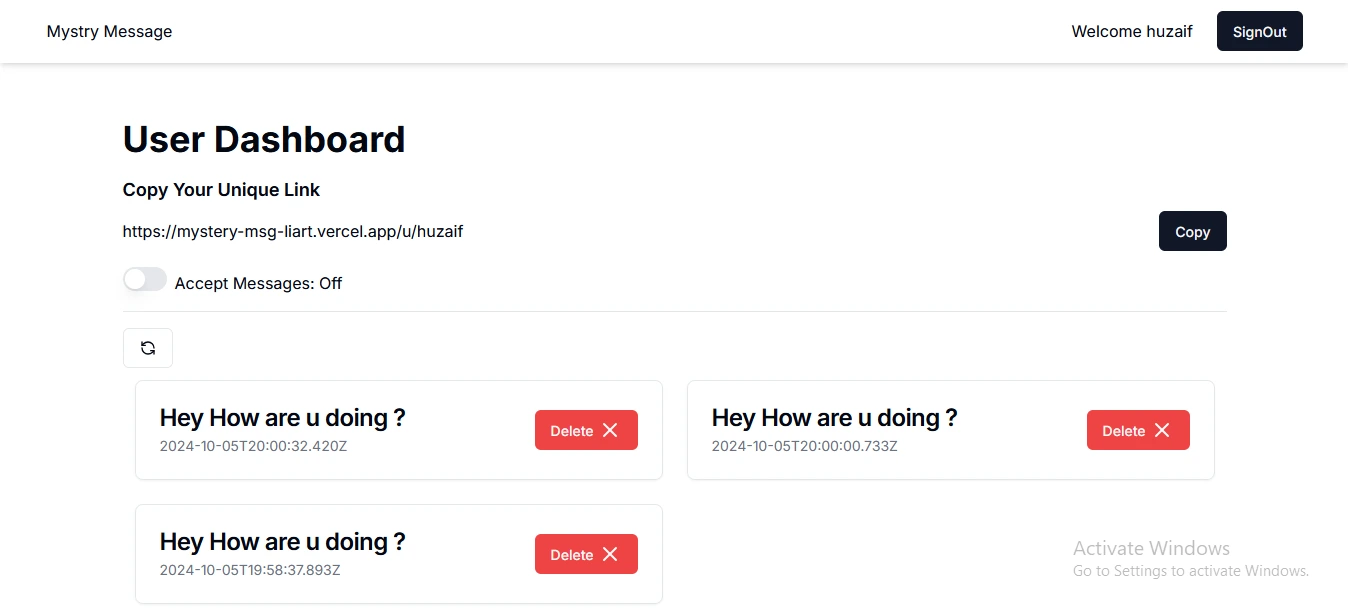 Mystry Message
Welcome huzaif
SignOut
User Dashboard
Copy Your Unique Link
https://mystery-msg-liart.vercel.app/u/huzaif
Copy
Accept Messages: Off
Hey How are u doing ?
2024-10-05T20:00:32.420Z
Delete
Hey How are u doing ?
2024-10-05T20:00:00.733Z
Delete
Hey How are u doing ?
2024-10-05T19:58:37.893Z
Delete
Activate Windows
Go to Settings to activate Windows.